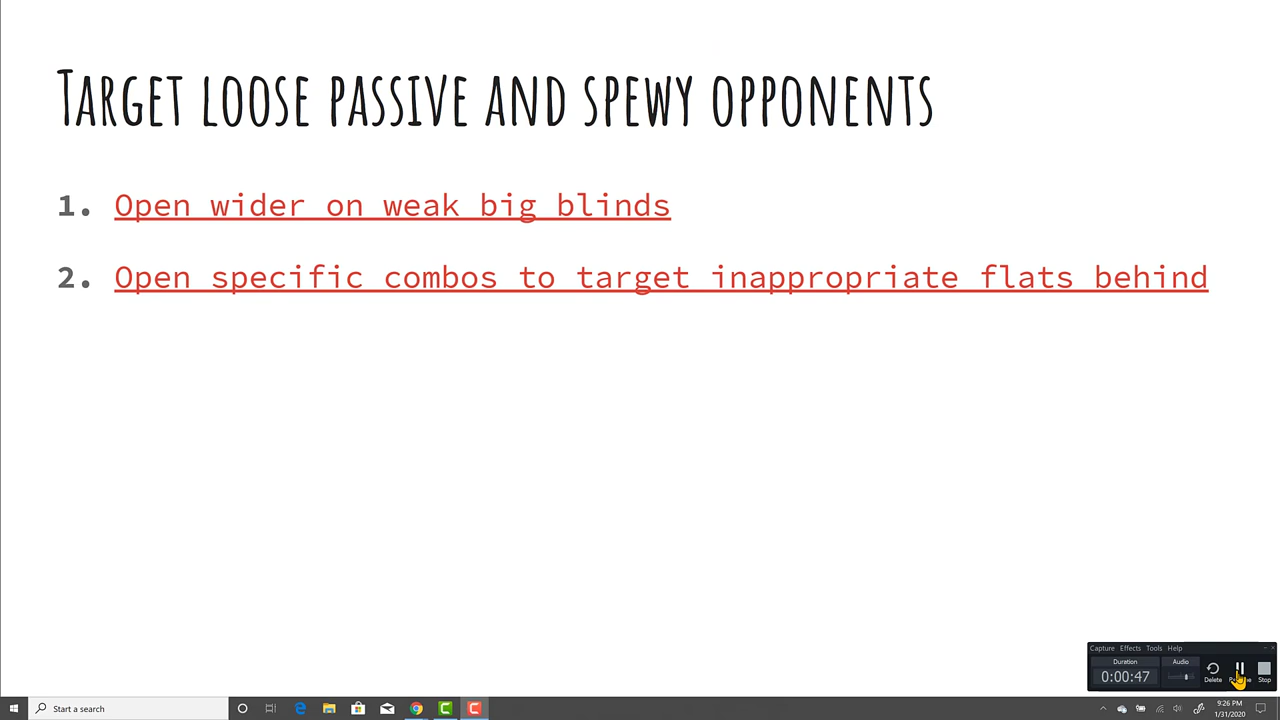 Target loose passive and spewy opponents
1. Open wider on weak big blinds
2. Open specific combos to target inappropriate flats behind
Capture Effects Tools Help
Duration Audio
0:00:47
Delete Stop
Start a search
9:26 PM
1/31/2020